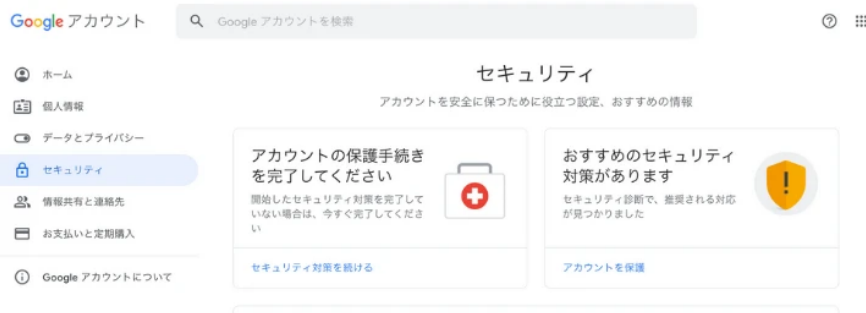 Google アカウント
Google アカウントを検索
ホーム
個人情報
データとプライバシー
セキュリティ
情報共有と連絡先
お支払いと定期購入
Google アカウントについて
セキュリティ
アカウントを安全に保つために役立つ設定、おすすめの情報
アカウントの保護手続き
を完了してください
開始したセキュリティ対策を完了して
いない場合は、今すぐ完了してくださ
い
セキュリティ対策を続ける
おすすめのセキュリティ
対策があります
セキュリティ診断で、推奨される対応
が見つかりました
アカウントを保護